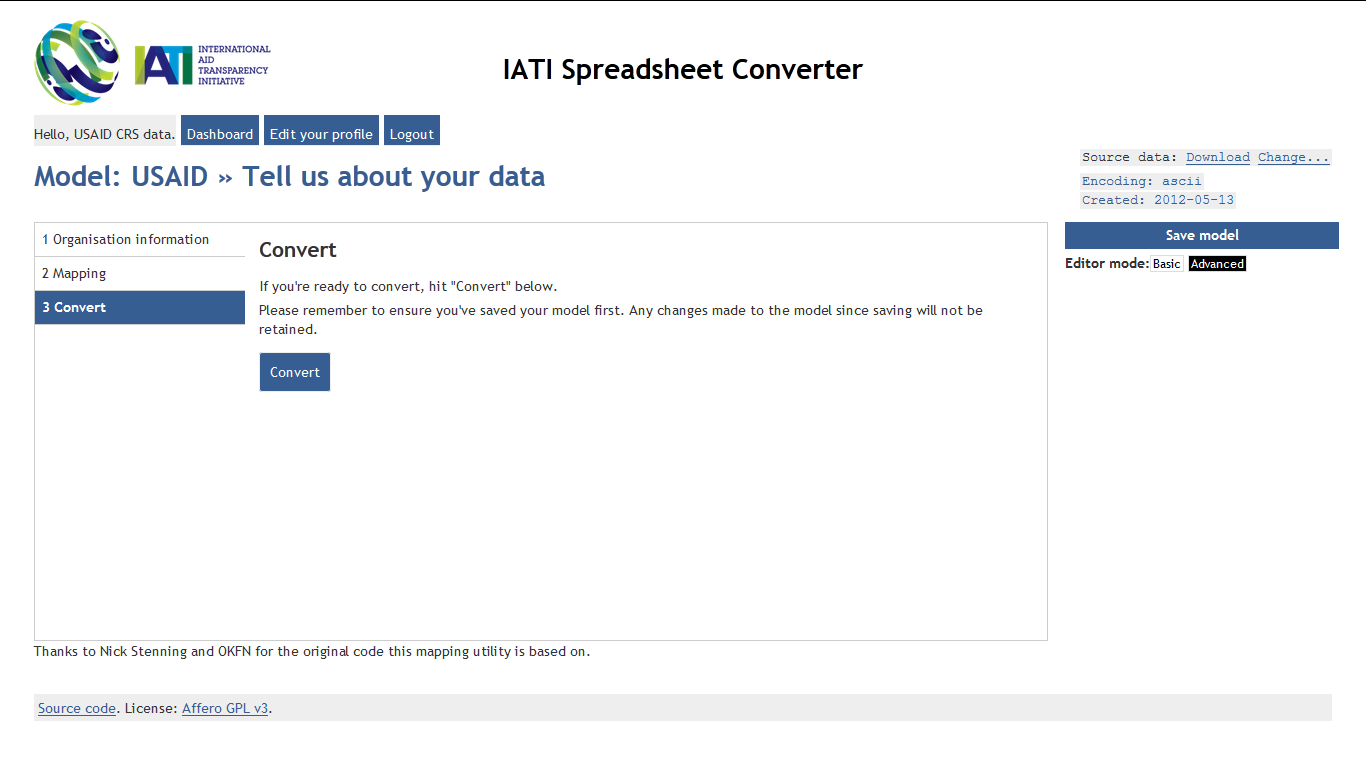 IATI INTERNATIONAL
AID
TRANSPARENCY
INITIATIVE
IATI Spreadsheet Converter
Hello, USAID CRS data. Dashboard Edit your profile Logout
Model: USAID » Tell us about your data
Source data: Download Change...
Encoding: ascii
Created: 2012-05-13
Save model
Editor mode: Basic Advanced
1 Organisation information
2 Mapping
3 Convert
Convert
If you're ready to convert, hit "Convert" below.
Please remember to ensure you've saved your model first. Any changes made to the model since saving will not be
retained.
Convert
Thanks to Nick Stenning and OKFN for the original code this mapping utility is based on.
Source code. License: Affero GPL v3.